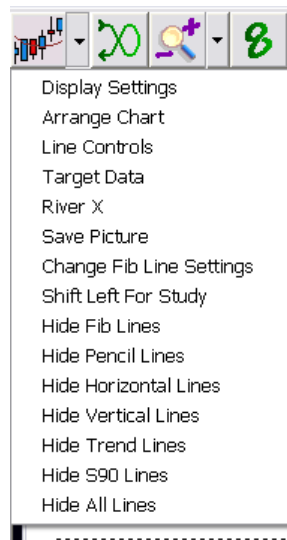 8
Display Settings
Arrange Chart
Line Controls
Target Data
River X
Save Picture
Change Fib Line Settings
Shift Left For Study
Hide Fib Lines
Hide Pencil Lines
Hide Horizontal Lines
Hide Vertical Lines
Hide Trend Lines
Hide S90 Lines
Hide All Lines